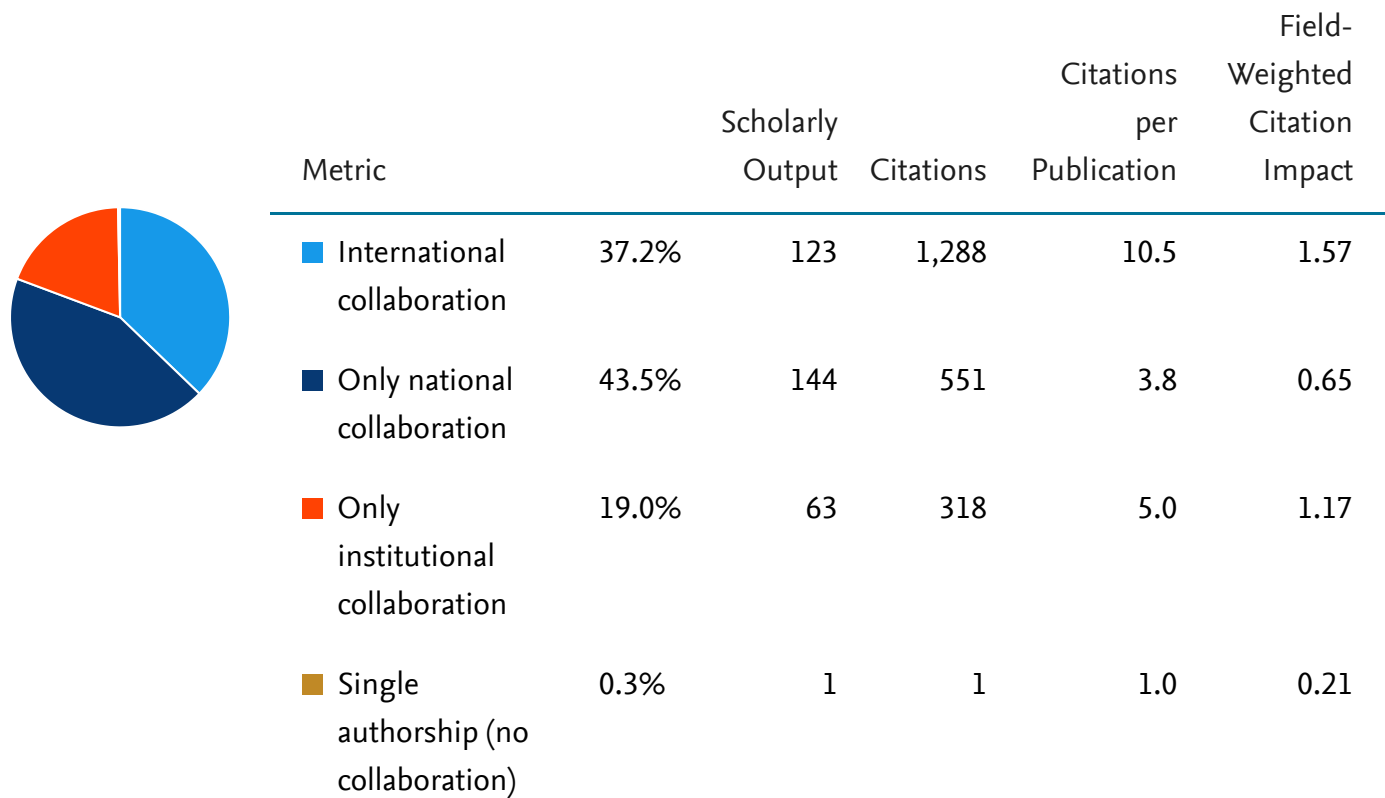 Field-
Citations Weighted
Scholarly per Citation
Metric Output Citations Publication Impact
International 37.2% 123 1,288 10.5 1.57
collaboration
Only national 43.5% 144 551 3.8 0.65
collaboration
Only 19.0% 63 318 5.0 1.17
institutional
collaboration
Single 0.3% 1 1 1.0 0.21
authorship (no
collaboration)